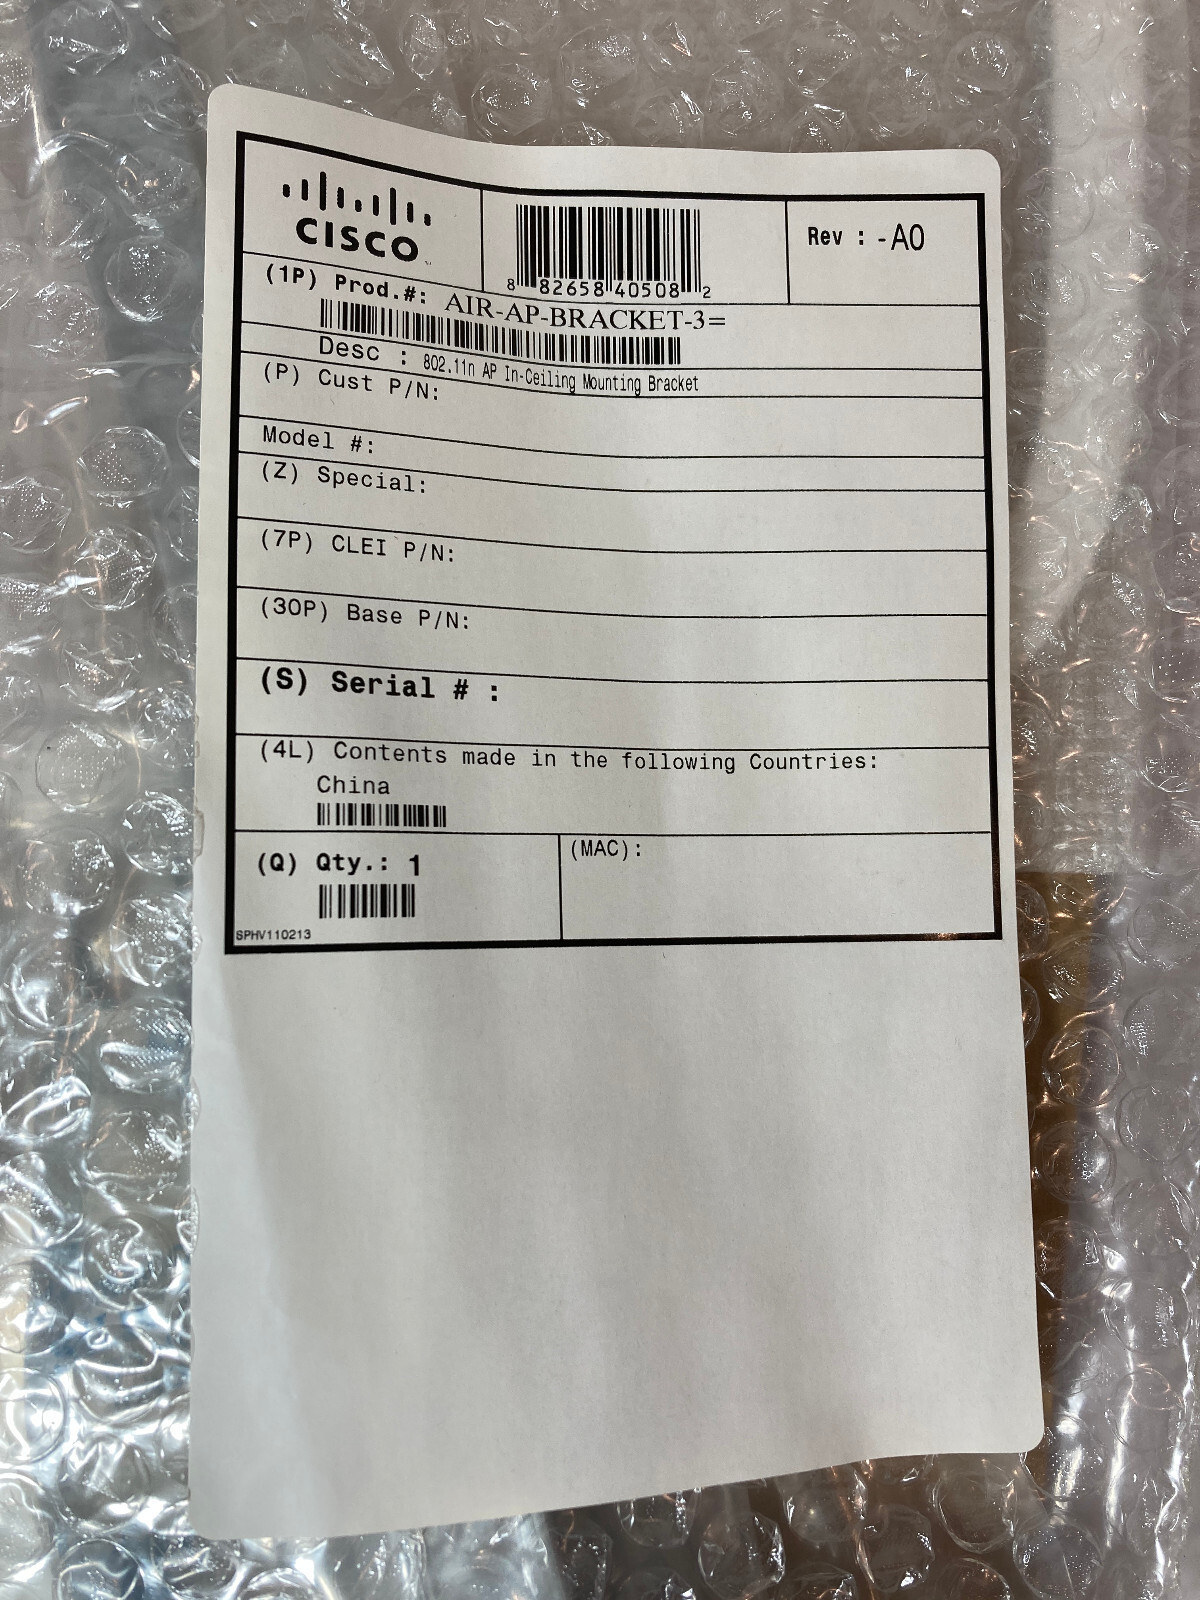 CISCO
8 82658 40508 2
Rev : -A0
(1P) Prod.#: AIR-AP-BRACKET-3=
Desc : 802.11n AP In-Ceiling Mounting Bracket
(P) Cust P/N:
Model #:
(Z) Special:
(7P) CLEI P/N:
(30P) Base P/N:
(S) Serial # :
(4L) Contents made in the following Countries:
China
(Q) Qty.: 1
(MAC):
SPHV110213